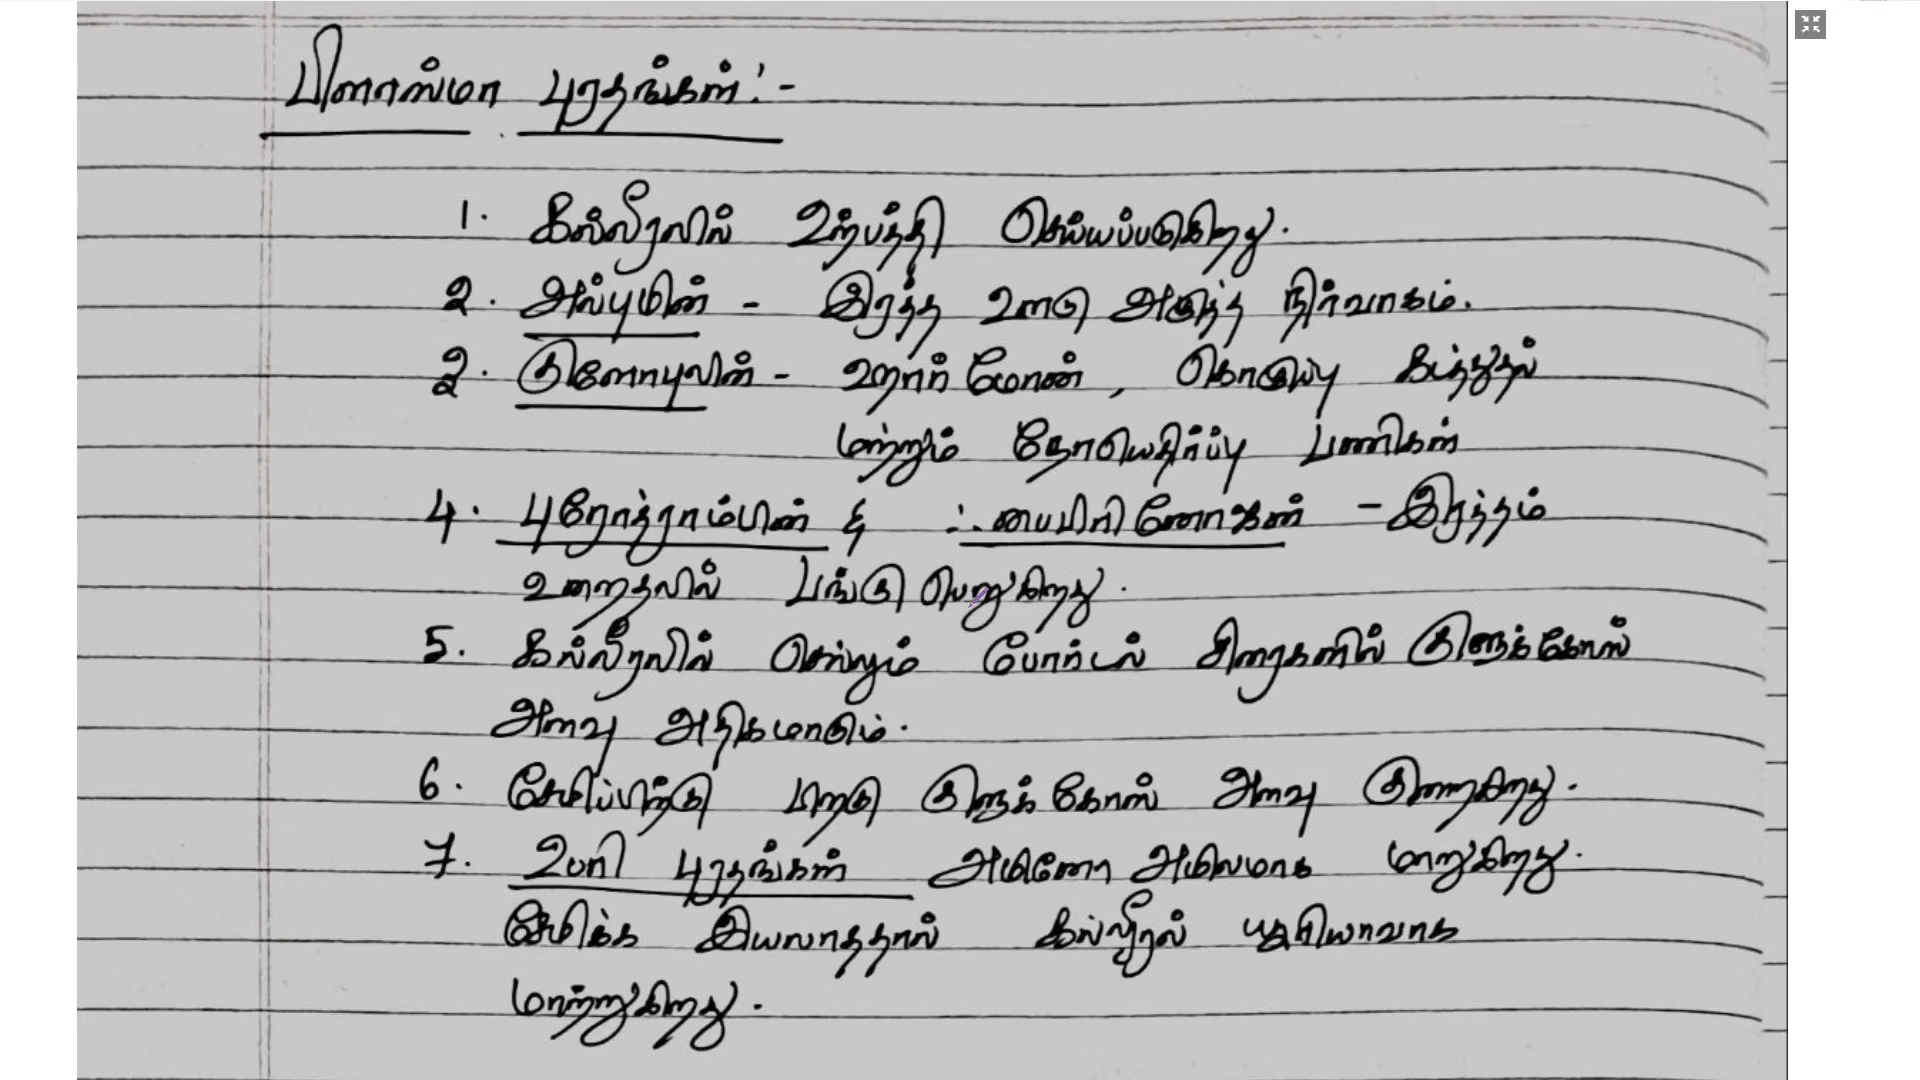 பிளாஸ்மா புரதங்கள்:-
1. கல்லீரலில் உற்பத்தி செய்யப்படுகிறது.
2. அல்புமின் - இரத்த ஊடு அழுத்த நிர்வாகம்.
2. குளோபுலின் - ஹார்மோன், கொழுப்பு கடத்துதல்
மற்றும் நோயெதிர்ப்பு பணிகள்
4. புரோத்ராம்பின் & ஃபைபிரினோஜன் - இரத்தம்
உறைதலில் பங்கு பெறுகிறது.
5. கல்லீரலில் செல்லும் போர்டல் சிரைகளில் குளுக்கோஸ்
அளவு அதிகமாகும்.
6. சேமிப்பிற்கு பிறகு குளுக்கோஸ் அளவு குறைகிறது.
7. உபரி புரதங்கள் அமினோ அமிலமாக மாறுகிறது.
சேமிக்க இயலாததால் கல்லீரல் யூரியாவாக
மாற்றுகிறது.